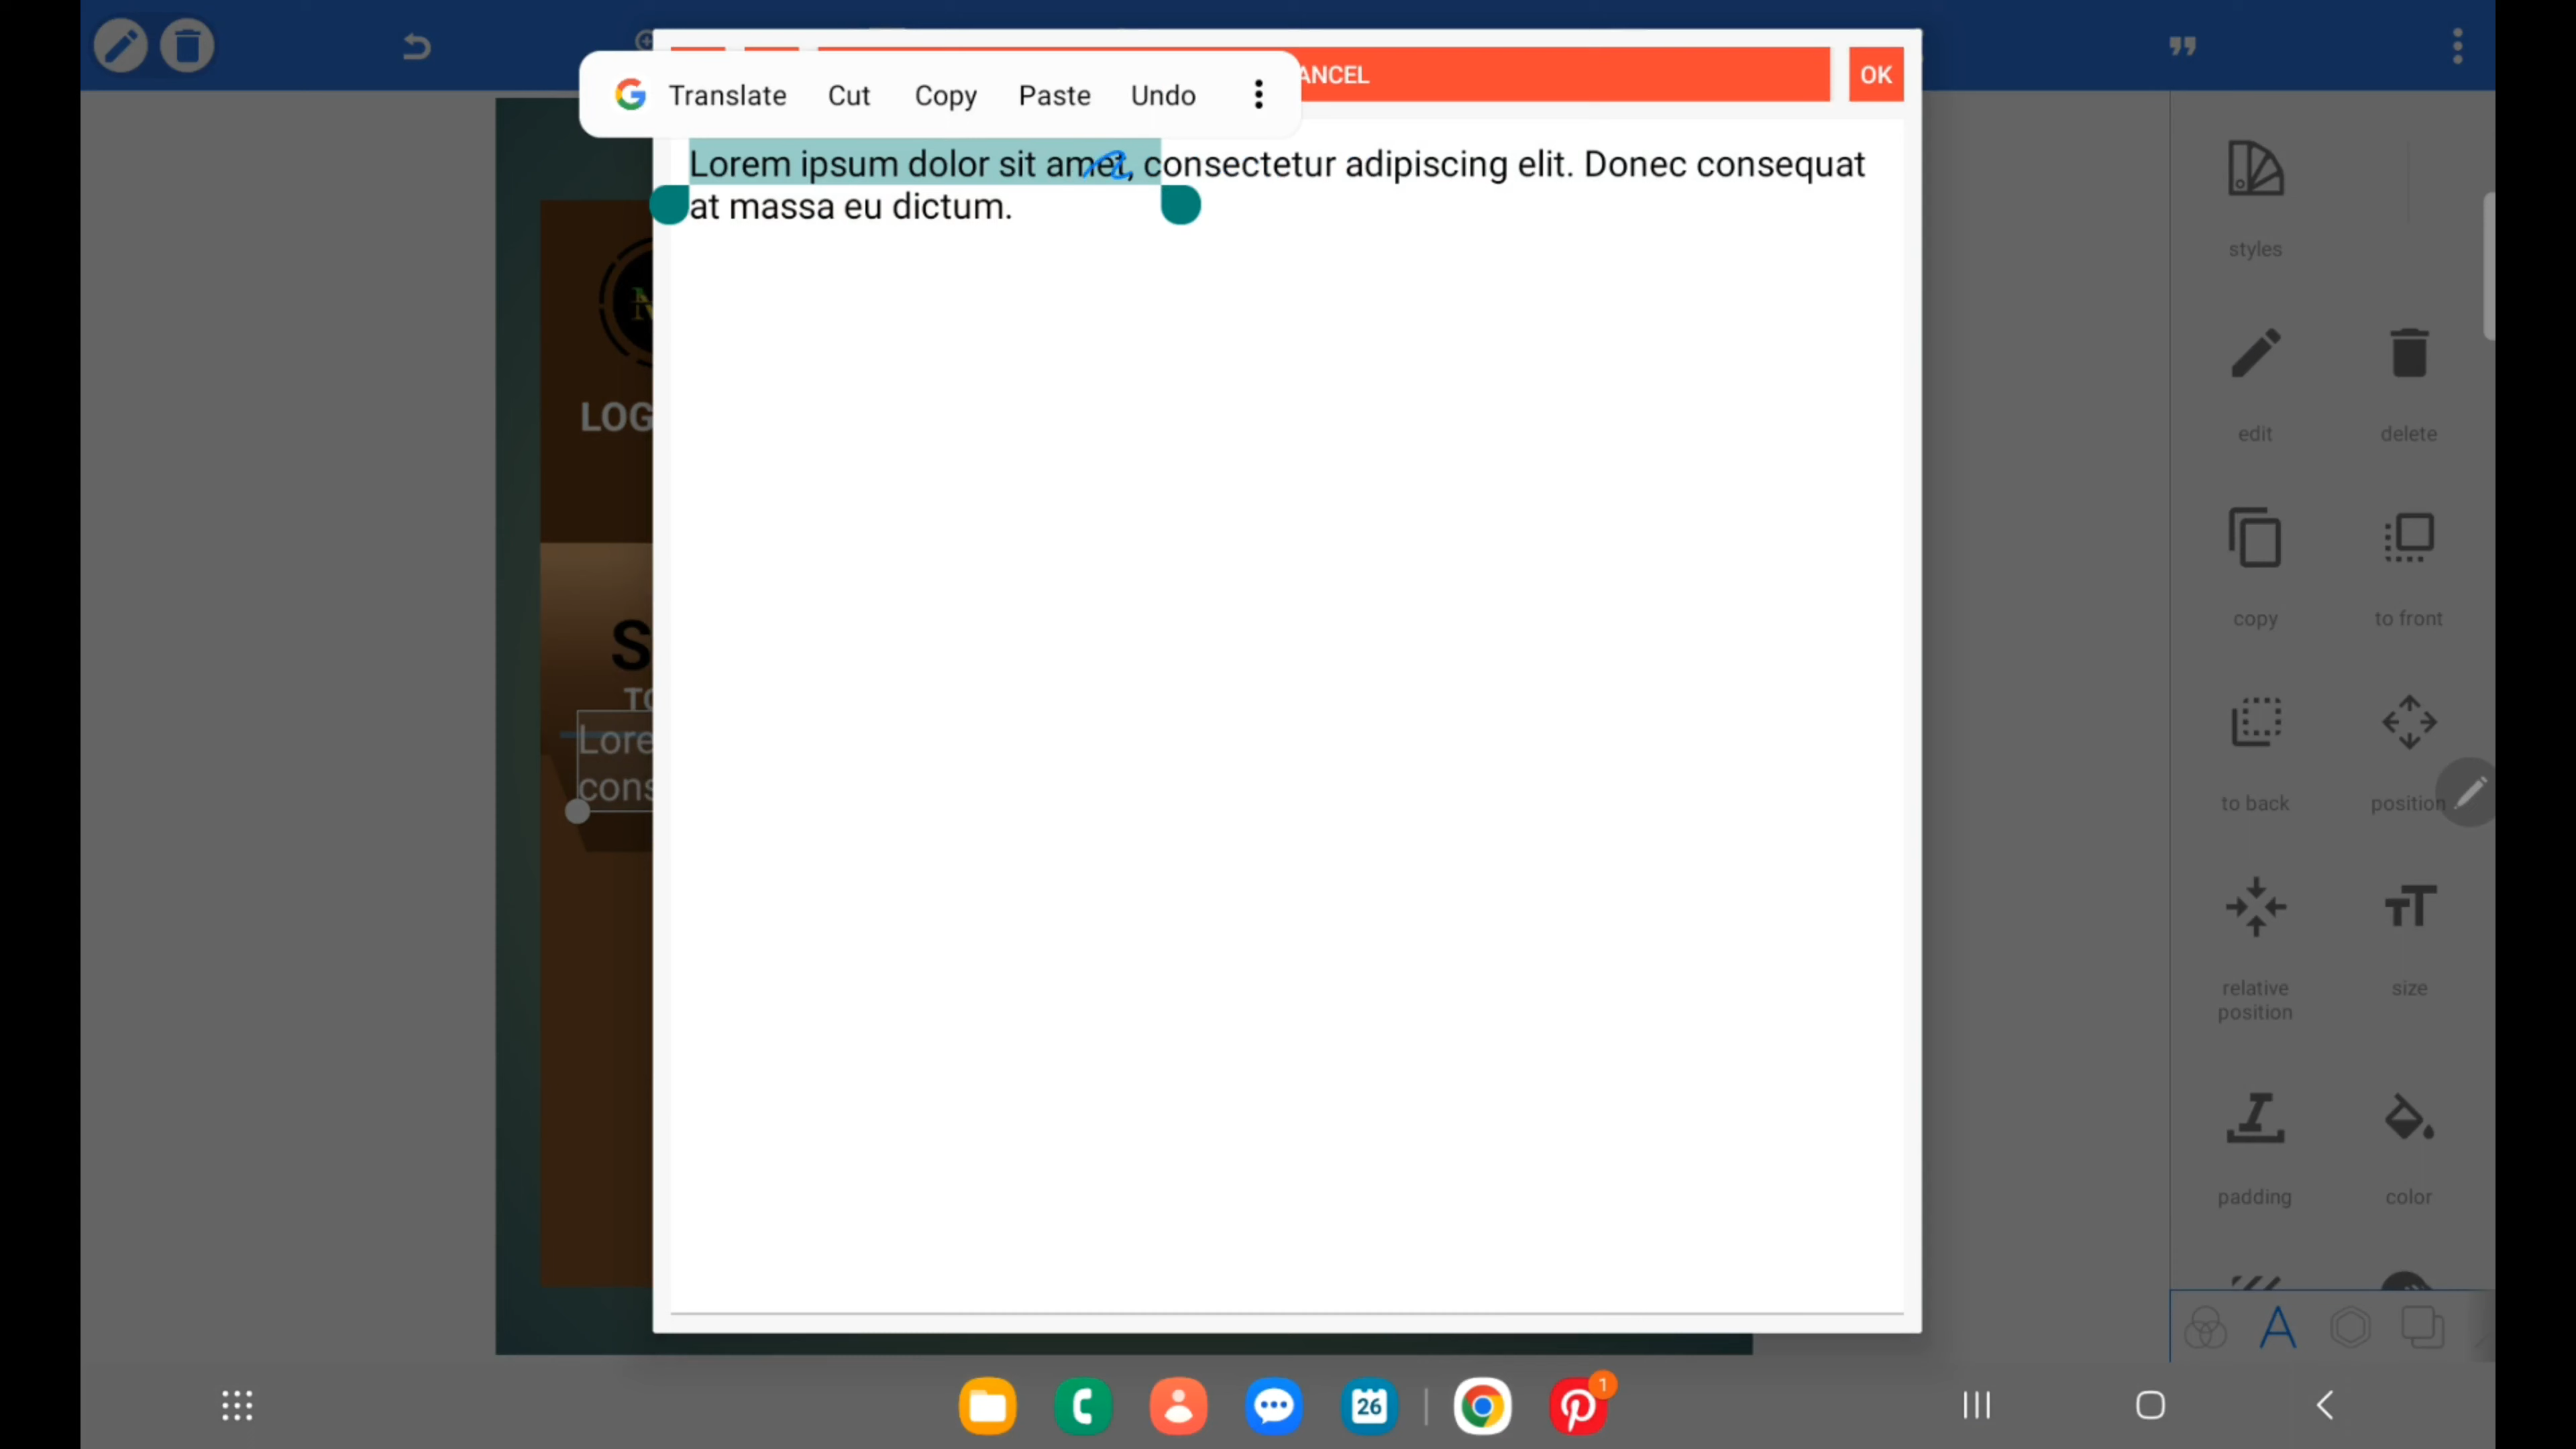 Translate Cut Copy Paste Undo
ANCEL
OK
Lorem ipsum dolor sit amet, consectetur adipiscing elit. Donec consequat
at massa eu dictum.
LOG
S
TO
Lore
cons
styles
edit delete
copy to front
to back position
relative
position
size
padding color
26
1